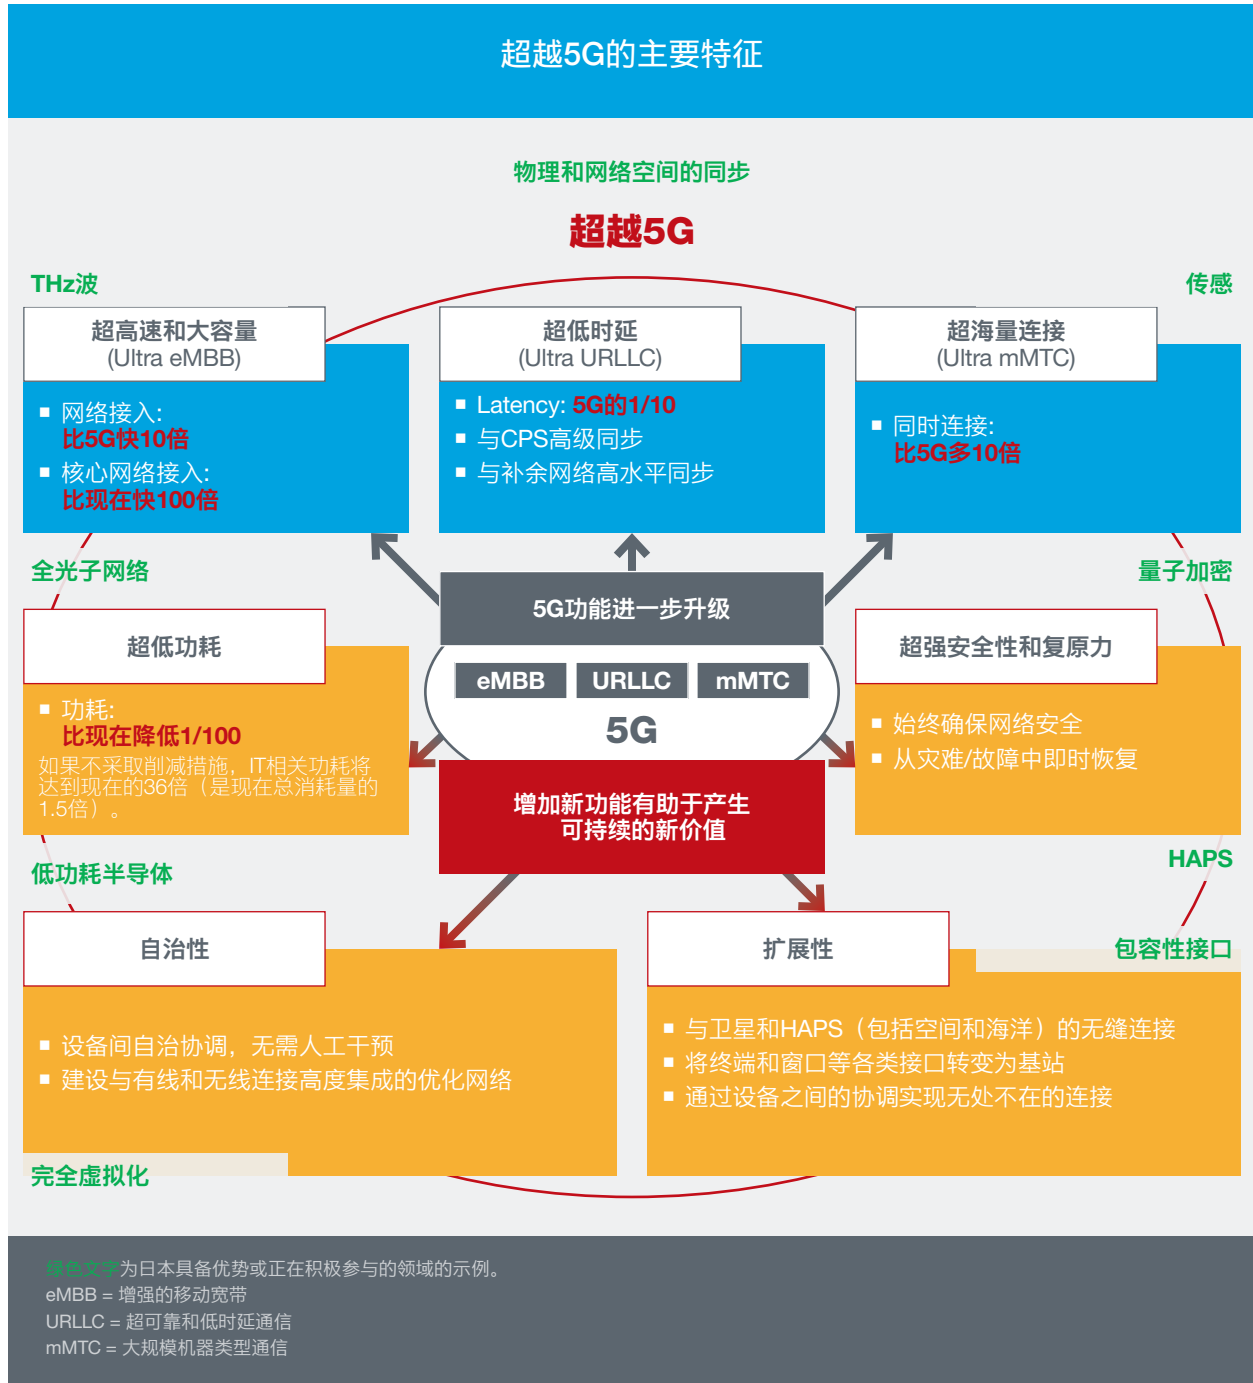 超越5G的主要特征
物理和网络空间的同步
超越5G
THz波
传感
超高速和大容量
(Ultra eMBB)
网络接入:
比5G快10倍
核心网络接入:
比现在快100倍
超低时延
(Ultra URLLC)
Latency: 5G的1/10
与CPS高级同步
与补余网络高水平同步
超海量连接
(Ultra mMTC)
同时连接:
比5G多10倍
全光子网络
量子加密
5G功能进一步升级
eMBB URLLC mMTC
5G
超低功耗
功耗:
比现在降低1/100
如果不采取削减措施，IT相关功耗将
达到现在的36倍（是现在总消耗量的
1.5倍）。
超强安全性和复原力
始终确保网络安全
从灾难/故障中即时恢复
增加新功能有助于产生
可持续的新价值
低功耗半导体
HAPS
自治性
设备间自治协调，无需人工干预
建设与有线和无线连接高度集成的优化网络
扩展性
包容性接口
与卫星和HAPS（包括空间和海洋）的无缝连接
将终端和窗口等各类接口转变为基站
通过设备之间的协调实现无处不在的连接
完全虚拟化
绿色文字为日本具备优势或正在积极参与的领域的示例。
eMBB = 增强的移动宽带
URLLC = 超可靠和低时延通信
mMTC = 大规模机器类型通信